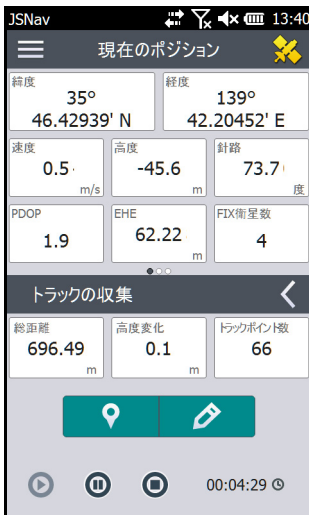 JSNav 13:40
現在のポジション
緯度 経度
35° 139°
46.42939' N 42.20452' E
速度 高度 針路
0.5 -45.6 73.7
m/s m 度
PDOP EHE FIX衛星数
1.9 62.22 4
m
トラックの収集
総距離 高度変化 トラックポイント数
696.49 0.1 66
m m
00:04:29